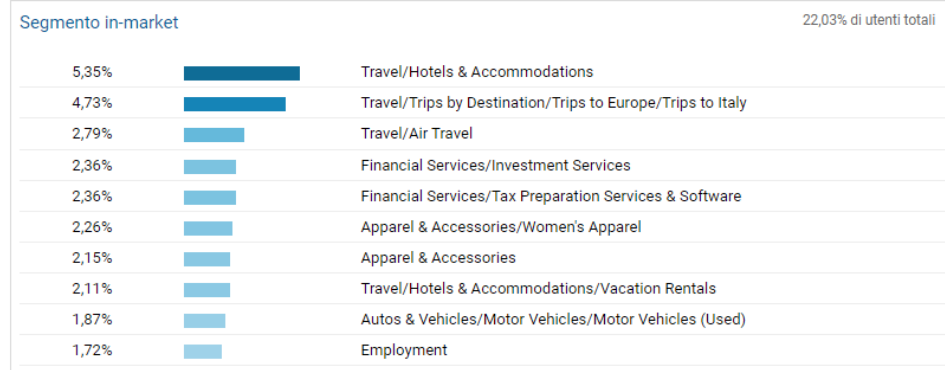 Segmento in-market 22,03% di utenti totali
5,35% Travel/Hotels & Accommodations
4,73% Travel/Trips by Destination/Trips to Europe/Trips to Italy
2,79% Travel/Air Travel
2,36% Financial Services/Investment Services
2,36% Financial Services/Tax Preparation Services & Software
2,26% Apparel & Accessories/Women's Apparel
2,15% Apparel & Accessories
2,11% Travel/Hotels & Accommodations/Vacation Rentals
1,87% Autos & Vehicles/Motor Vehicles/Motor Vehicles (Used)
1,72% Employment